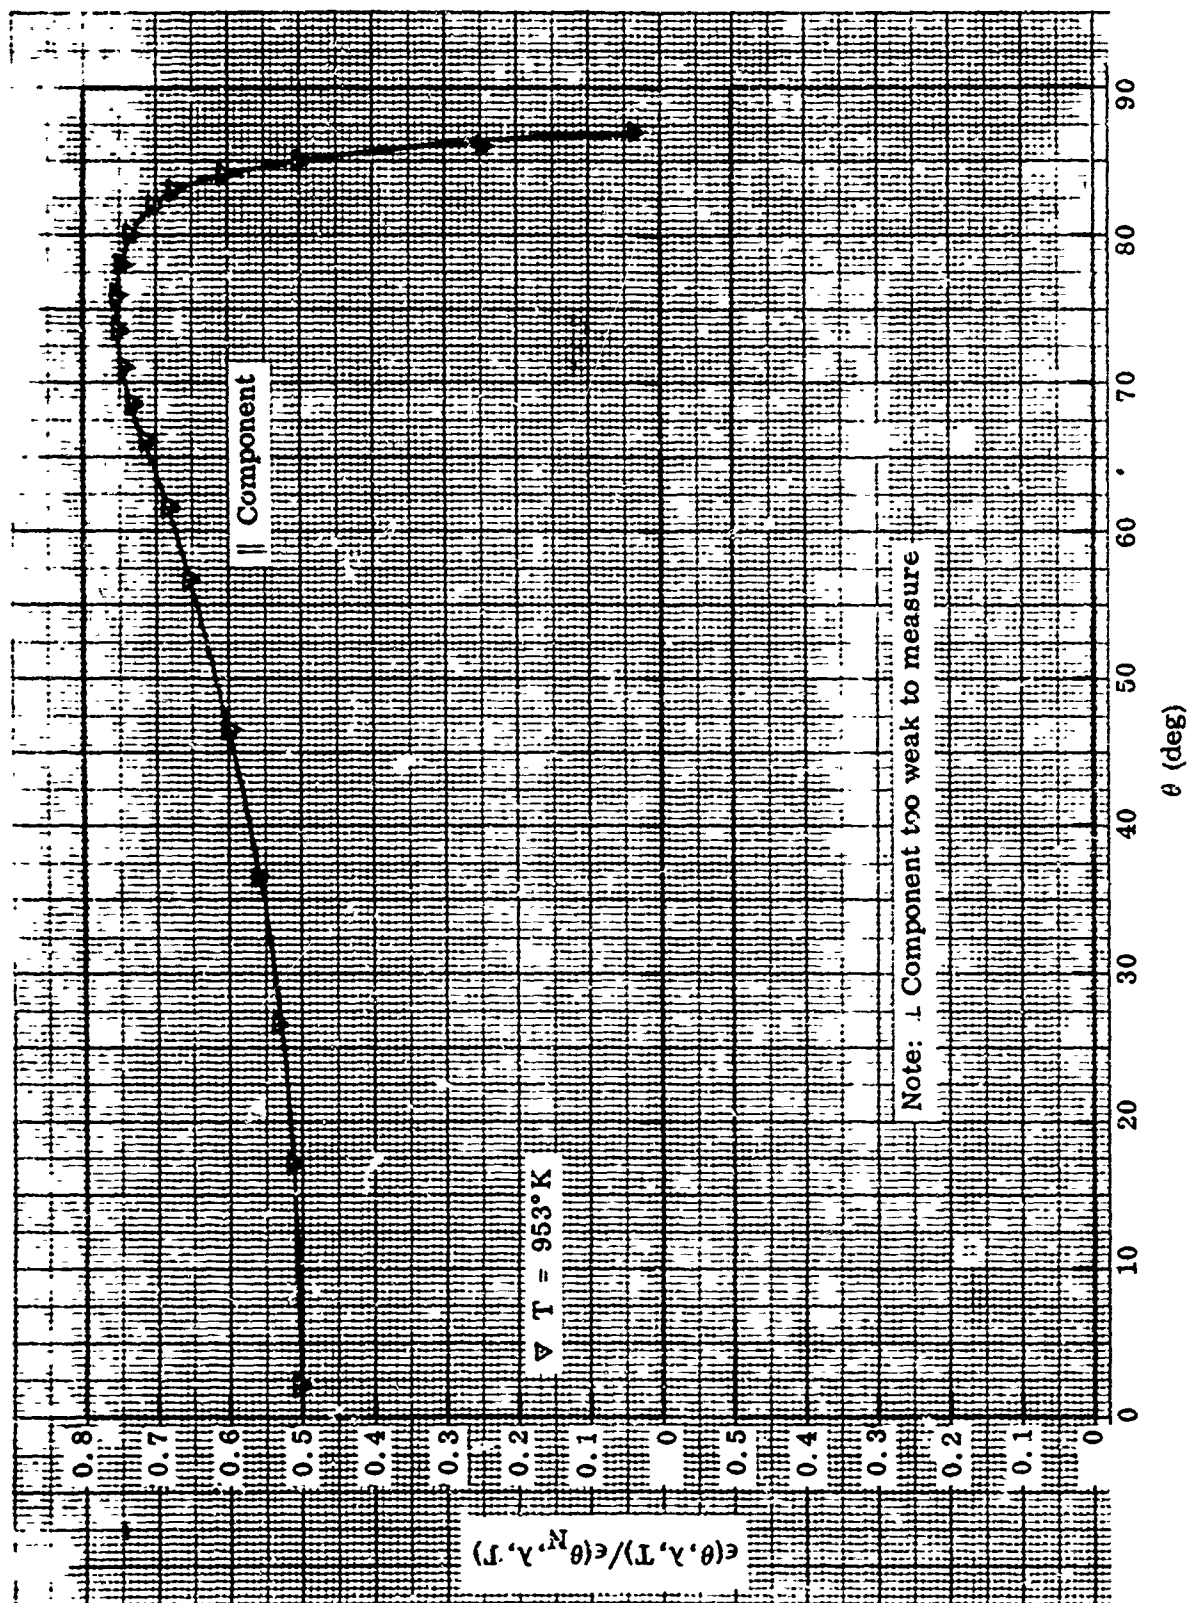 ε(θ,λ,T)/ε(θN,λ,T)
0.8
0.7
0.6
0.5
0.4
0.3
0.2
0.1
0
0.5
0.4
0.3
0.2
0.1
0
|| Component
▽ T = 953°K
Note: ⊥ Component too weak to measure
0 10 20 30 40 50 60 70 80 90
θ (deg)